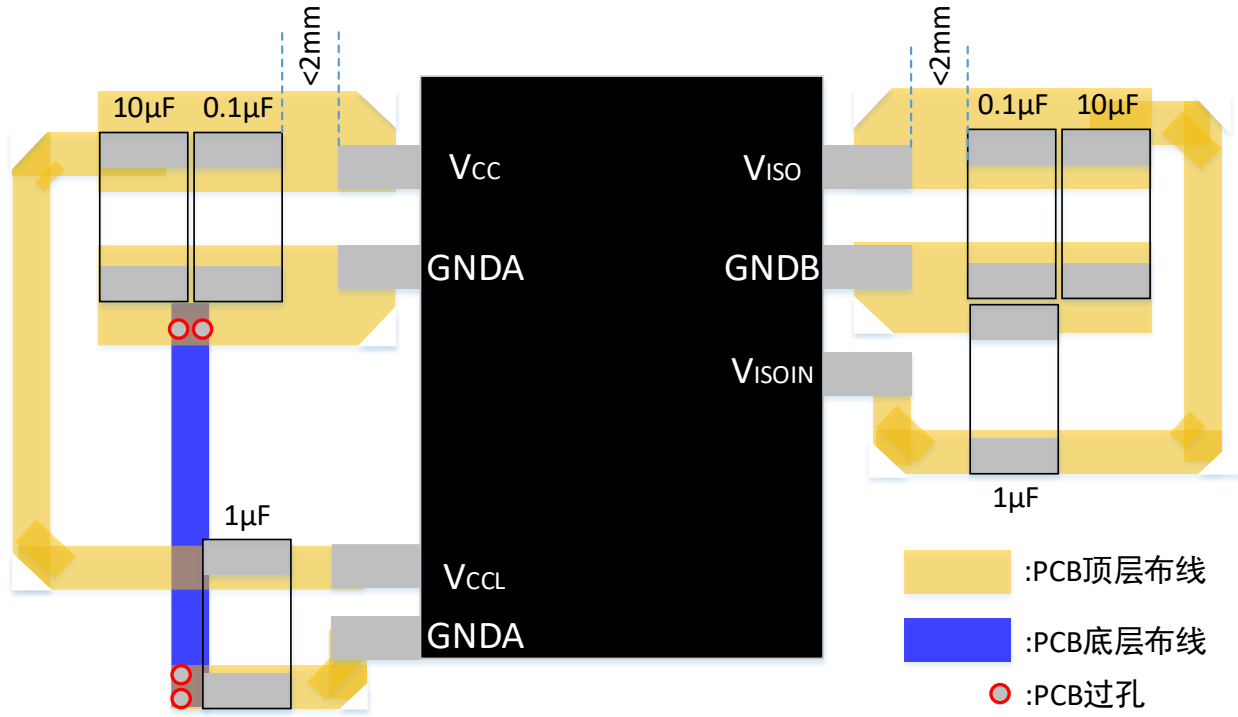 <2mm
<2mm
10μF
0.1μF
0.1μF
10μF
VCC
VISO
GNDA
GNDB
VISOIN
1μF
1μF
VCCL
GNDA
:PCB顶层布线
:PCB底层布线
:PCB过孔